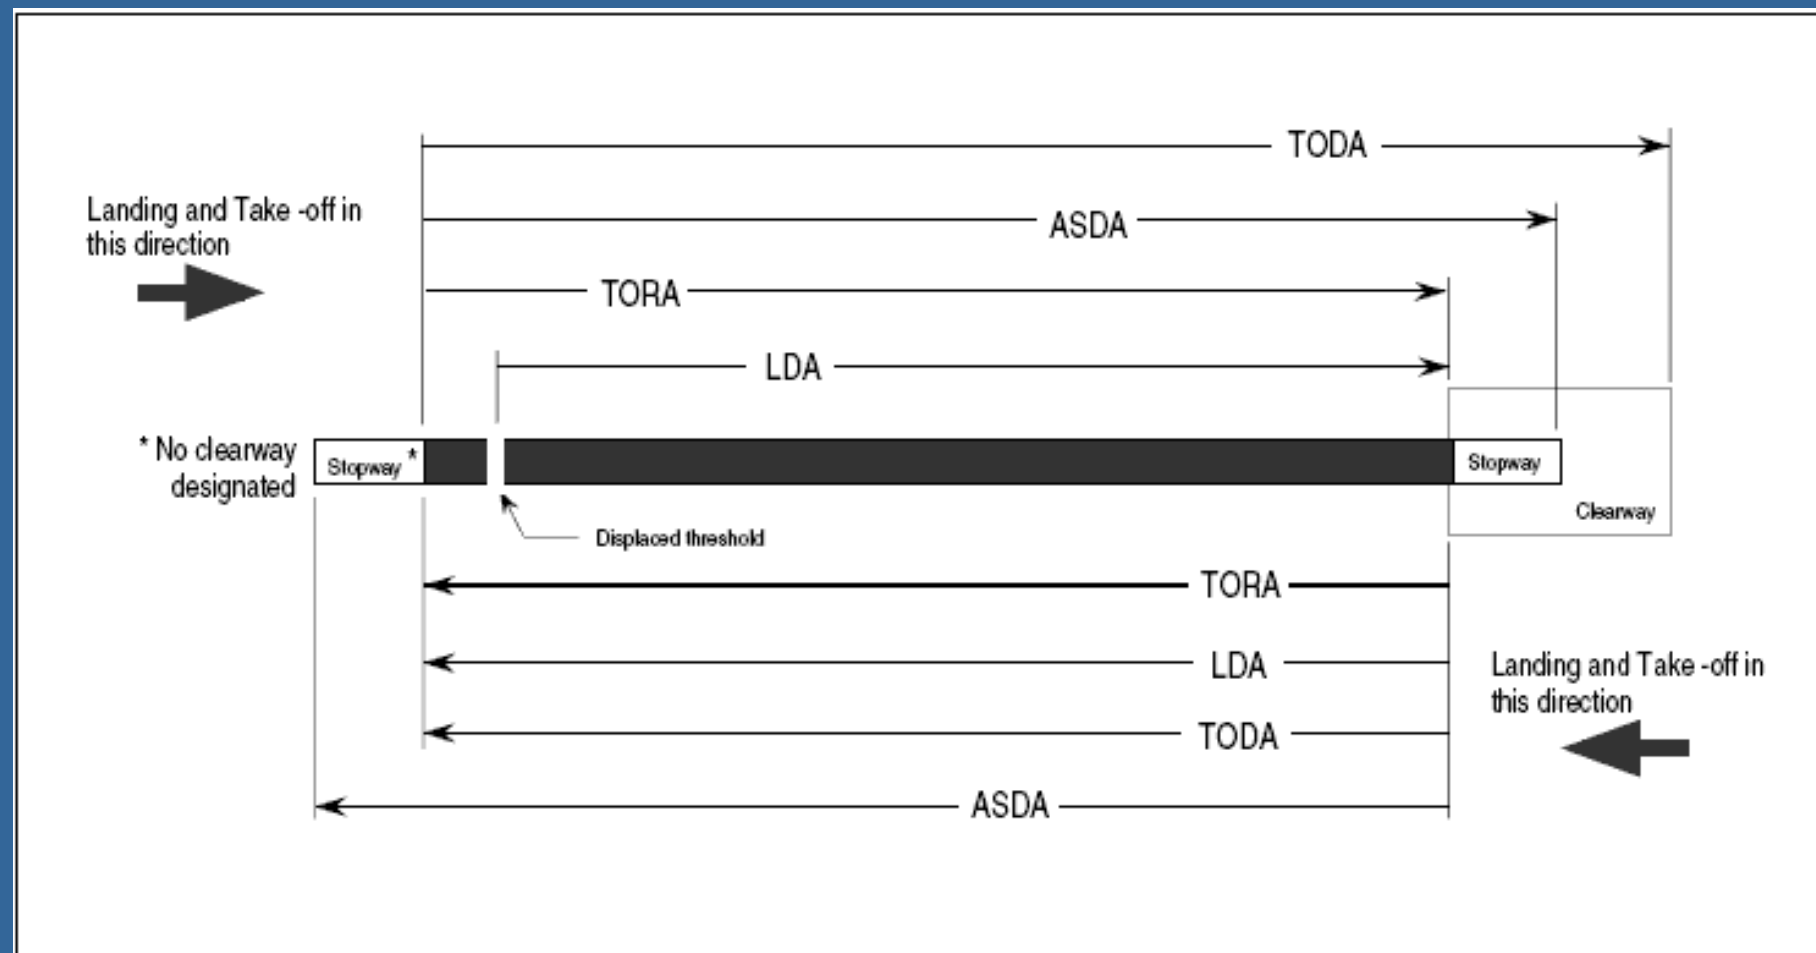 TODA
Landing and Take -off in
this direction
ASDA
TORA
LDA
* No clearway
designated
Stopway *
Stopway
Clearway
Displaced threshold
TORA
LDA
Landing and Take -off in
this direction
TODA
ASDA